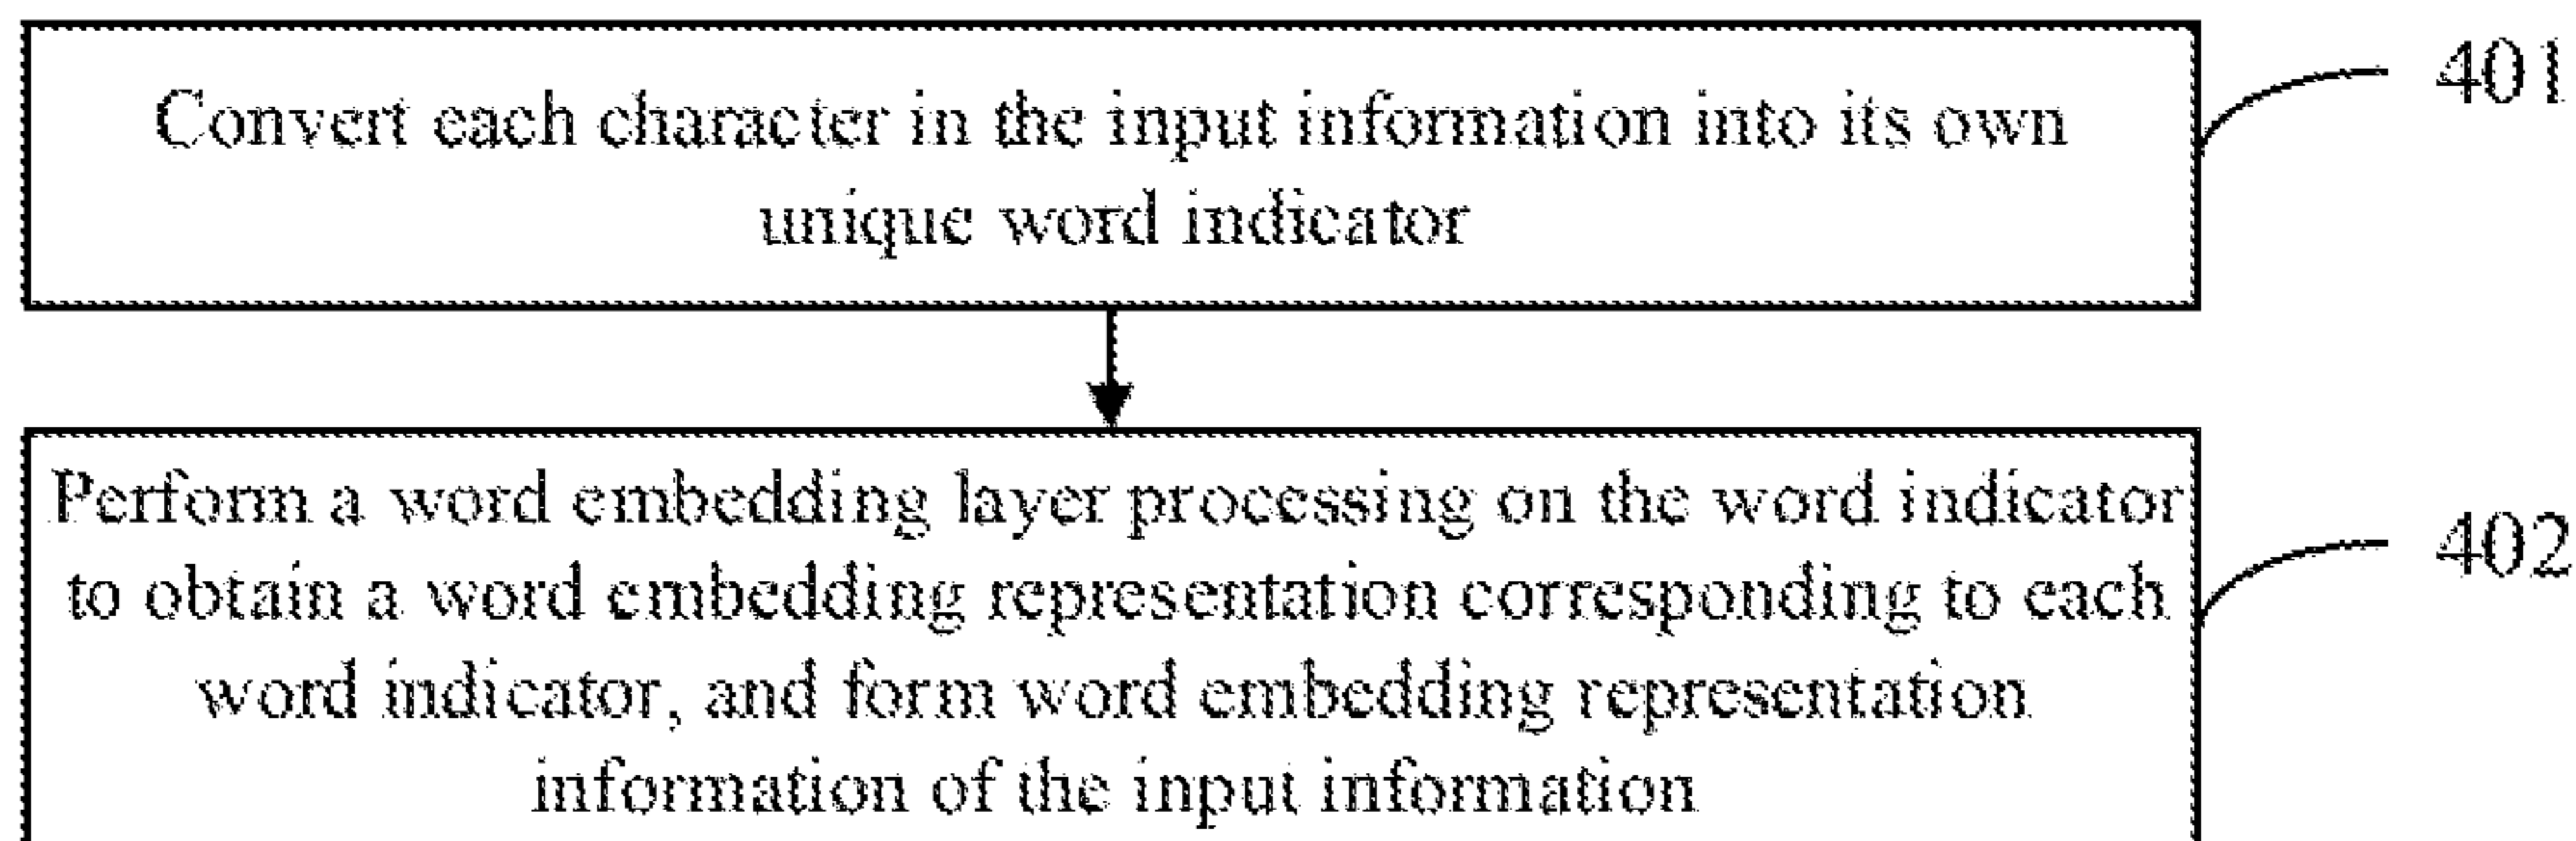 Convert each character in the input information into its own
unique word indicator
401
Perform a word embedding layer processing on the word indicator
to obtain a word embedding representation corresponding to each
word indicator, and form word embedding representation
information of the input information
402